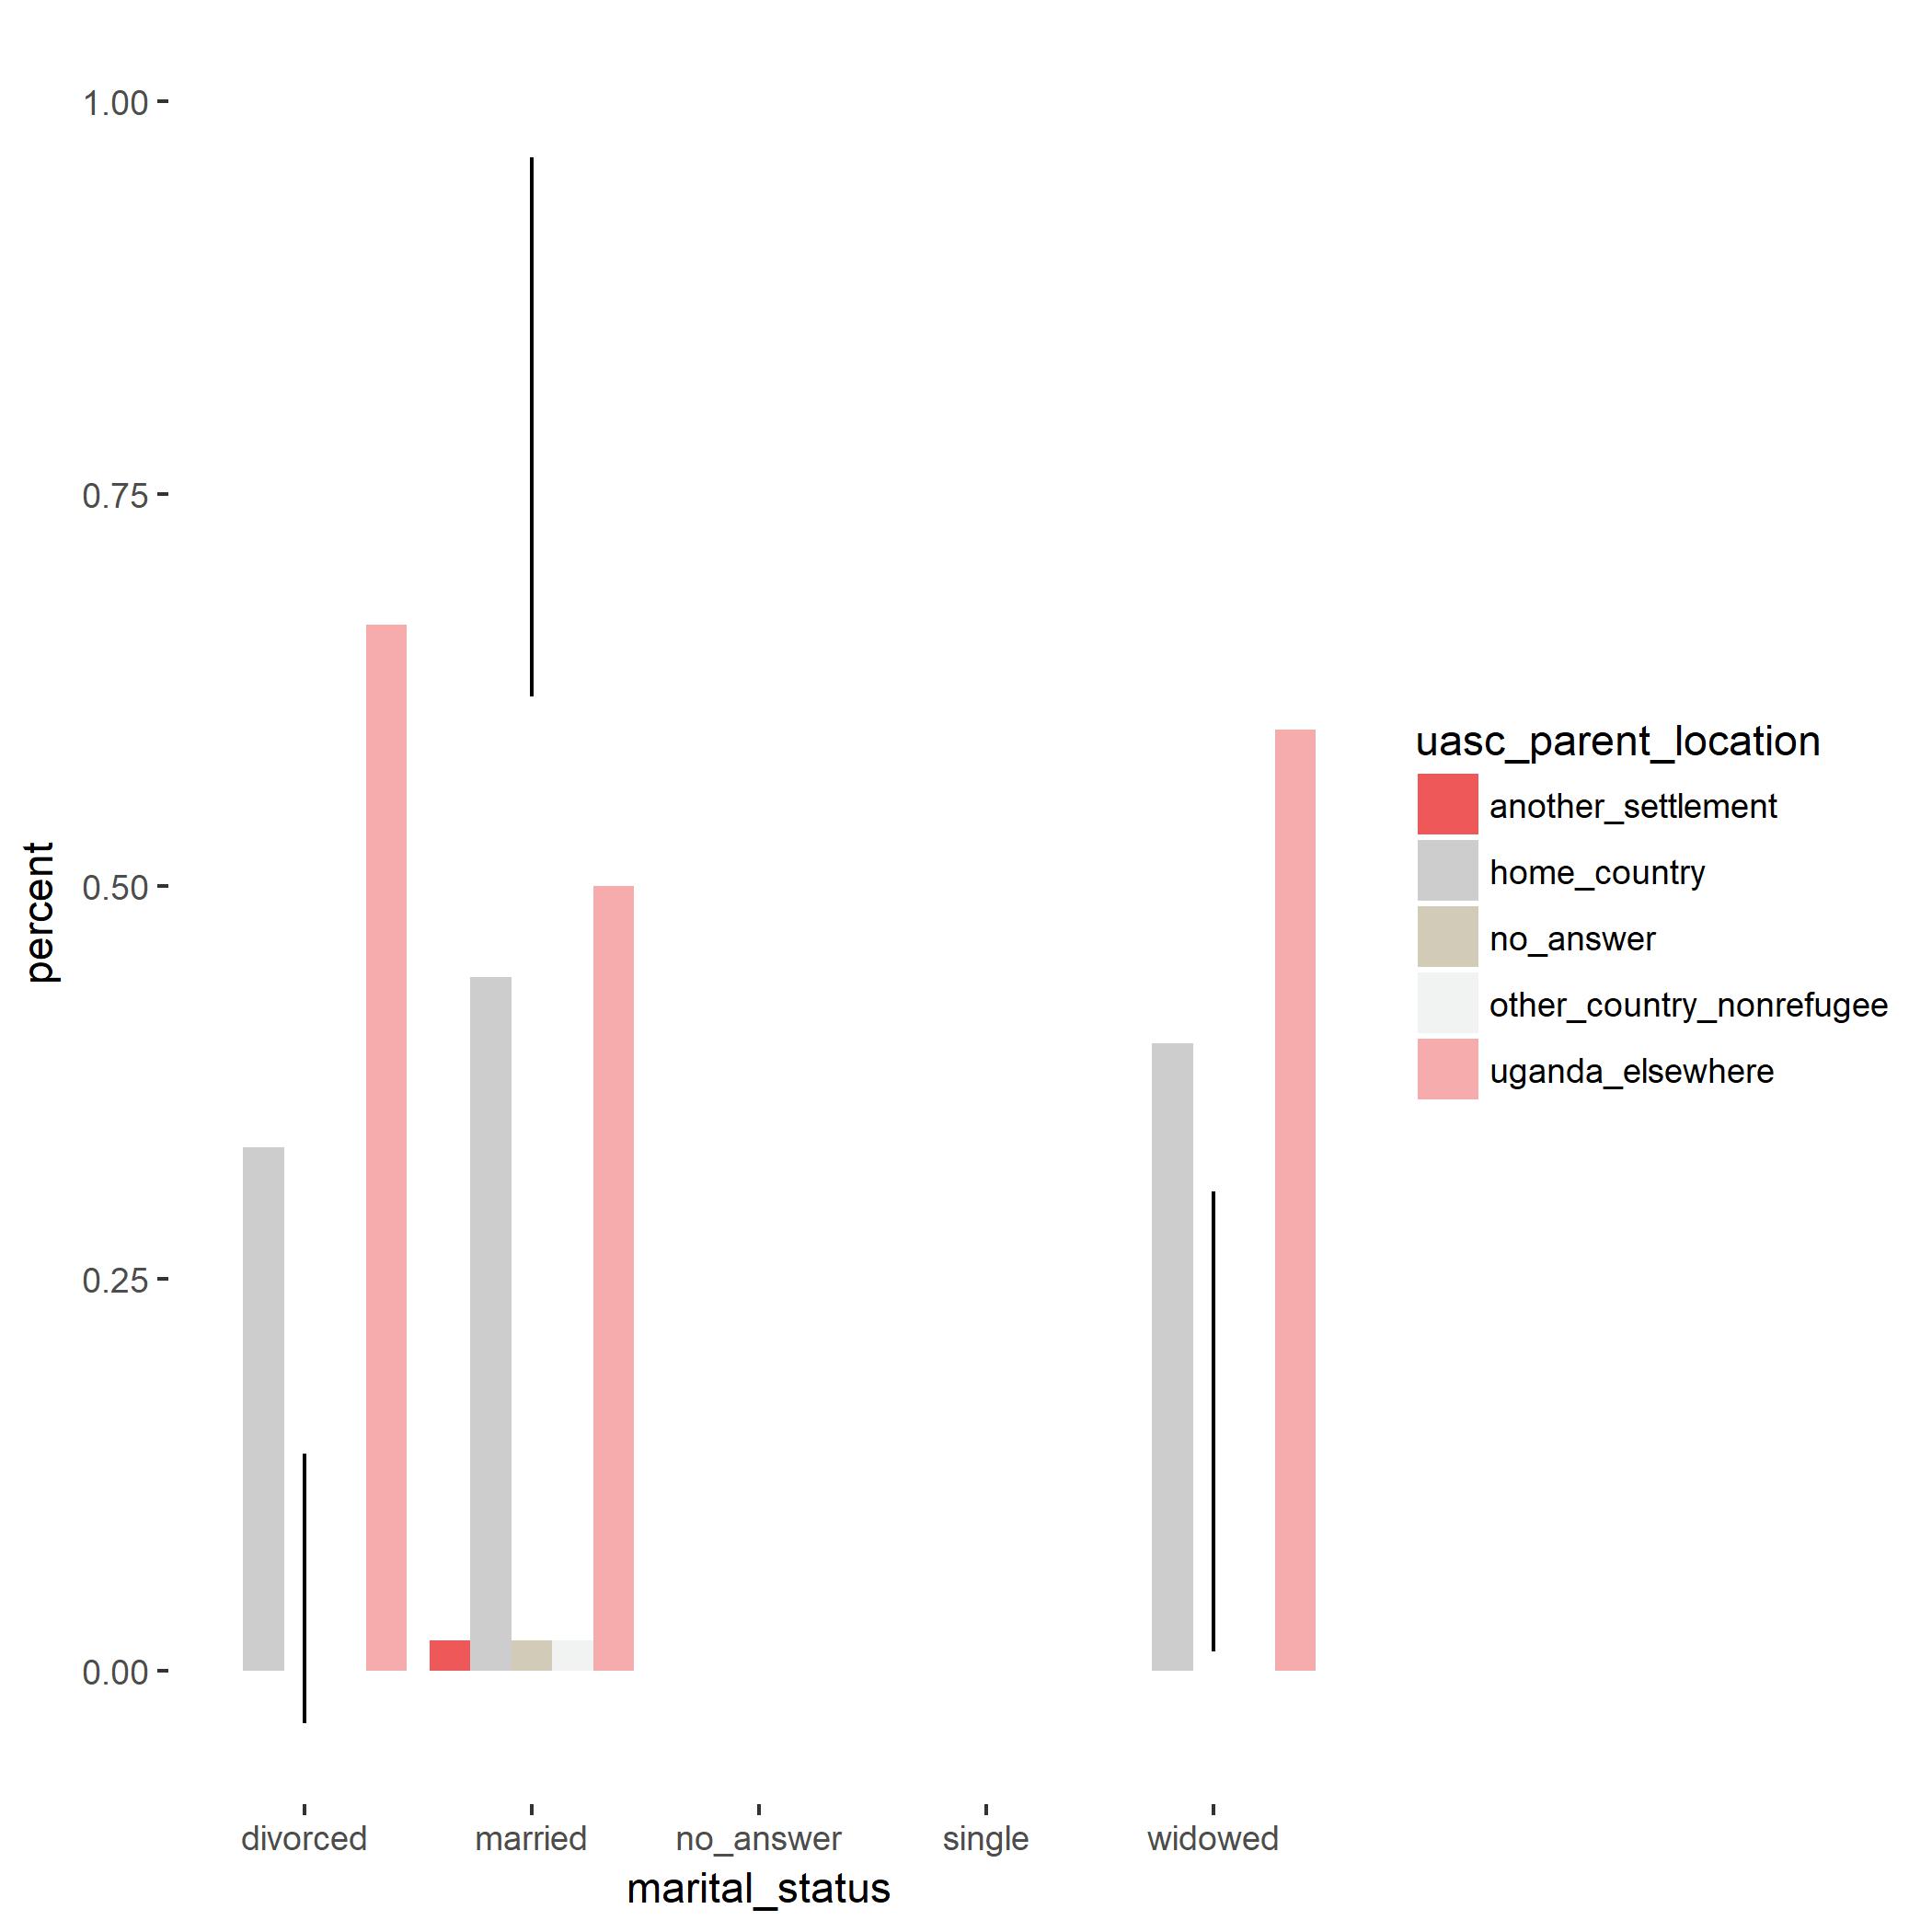 1.00
0.75
0.50
0.25
0.00
percent
divorced
married
no_answer
single
widowed
marital_status
uasc_parent_location
another_settlement
home_country
no_answer
other_country_nonrefugee
uganda_elsewhere